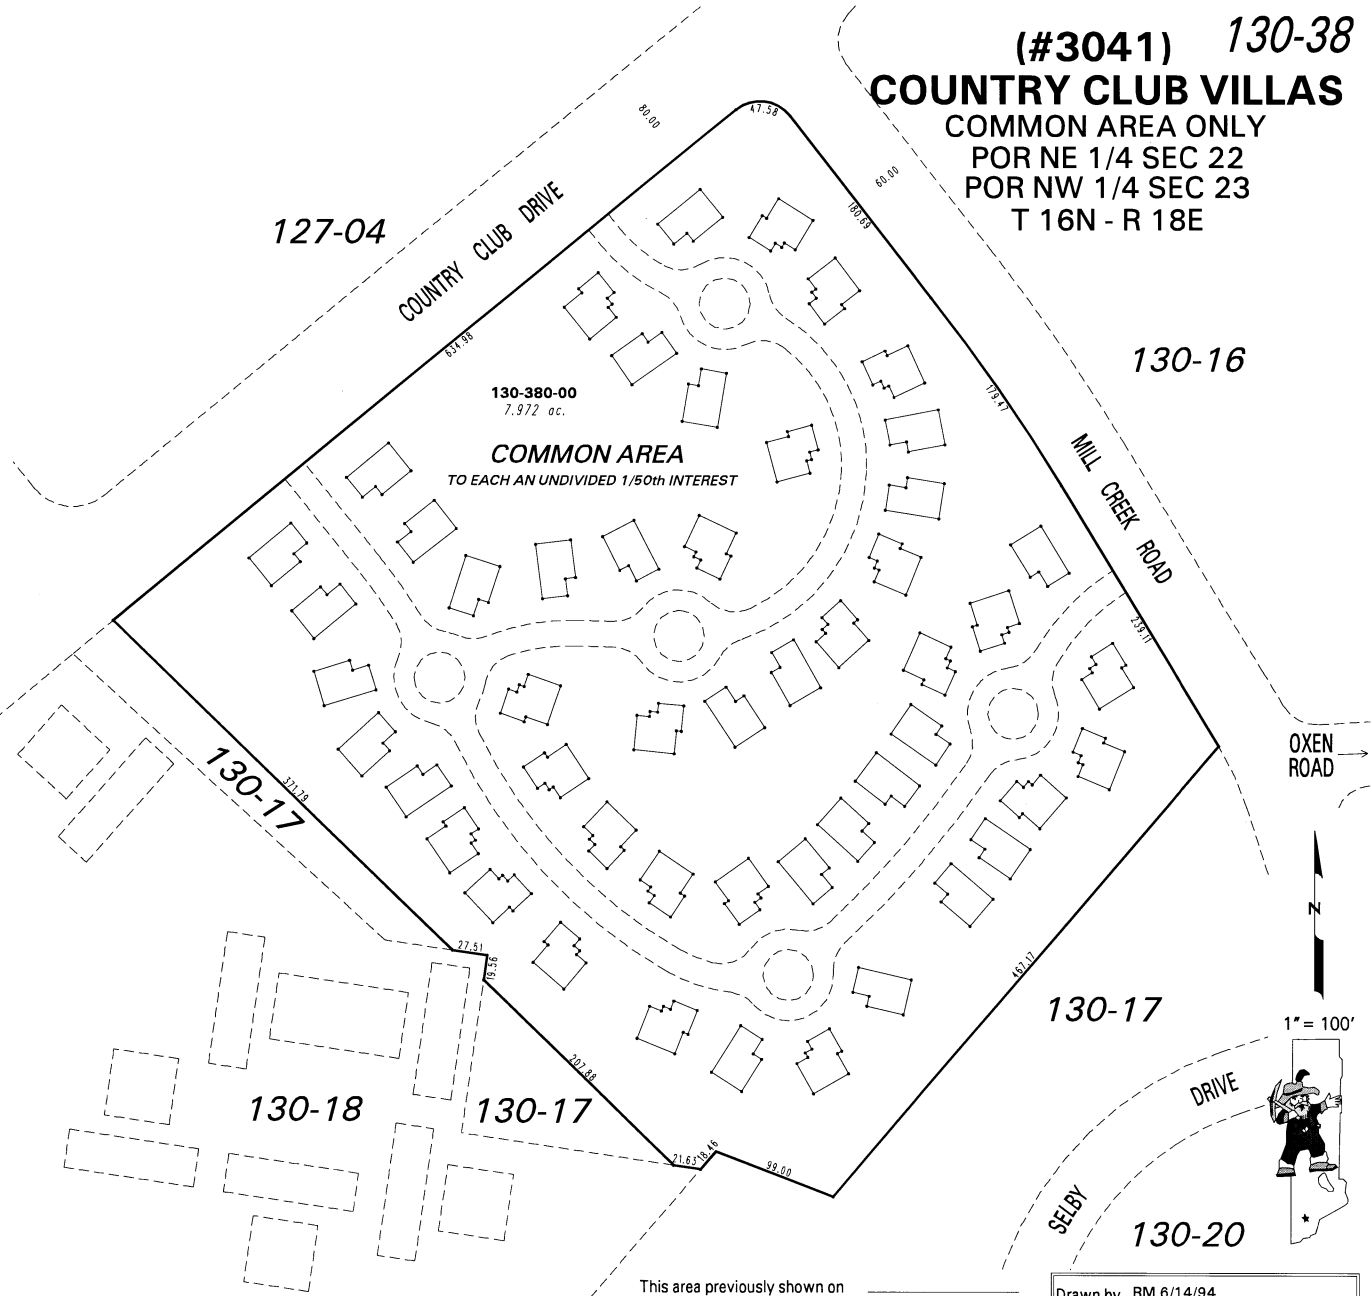 130-38
(#3041)
COUNTRY CLUB VILLAS
COMMON AREA ONLY
POR NE 1/4 SEC 22
POR NW 1/4 SEC 23
T 16N - R 18E
47.58
80.00
60.00
180.69
127-04
COUNTRY CLUB DRIVE
634.98
130-16
179.47
130-380-00
7.972 ac.
COMMON AREA
TO EACH AN UNDIVIDED 1/50th INTEREST
MILL CREEK ROAD
239.11
OXEN
ROAD
130-17
371.79
27.51
19.56
467.17
N
130-17
1" = 100'
207.88
130-18
130-17
DRIVE
SELBY
21.63
18.46
99.00
130-20
This area previously shown on
Drawn by RM 6/14/94